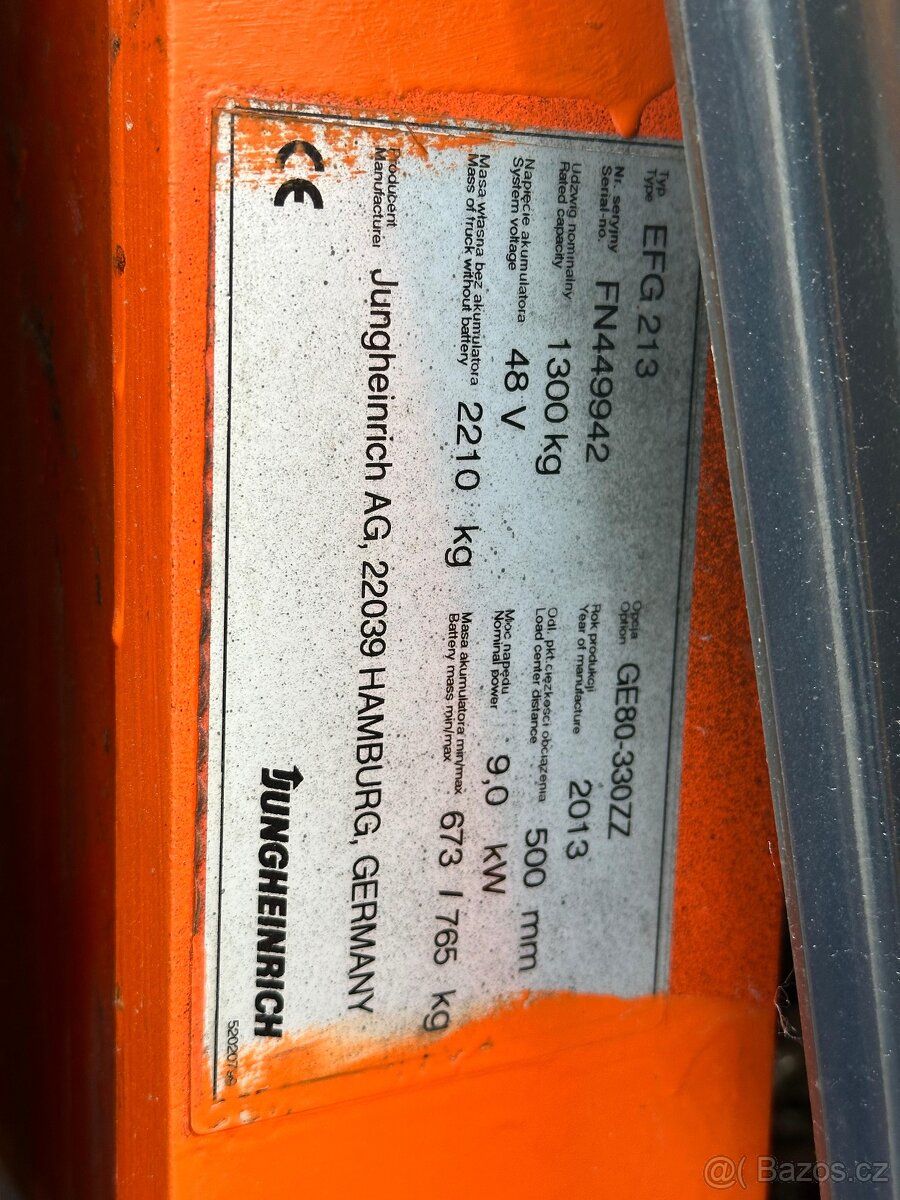 Typ
Type EFG 213
Opcja
Option GE80-330ZZ
Nr. seryjny
Serial-no. FN449942
Rok produkcji
Year of manufacture 2013
Udzwig nominalny
Rated capacity 1300 kg
Odl. pkt.ciężkości obciążenia
Load center distance 500 mm
Napięcie akumulatora
System voltage 48 V
Moc napędu
Nominal power 9,0 kW
Masa własna bez akumulatora
Mass of truck without battery 2210 kg
Masa akumulatora min/max
Battery mass min/max 673 / 765 kg
Producent
Manufacturer Jungheinrich AG, 22039 HAMBURG, GERMANY
CE
JUNGHEINRICH
@( Bazos.cz